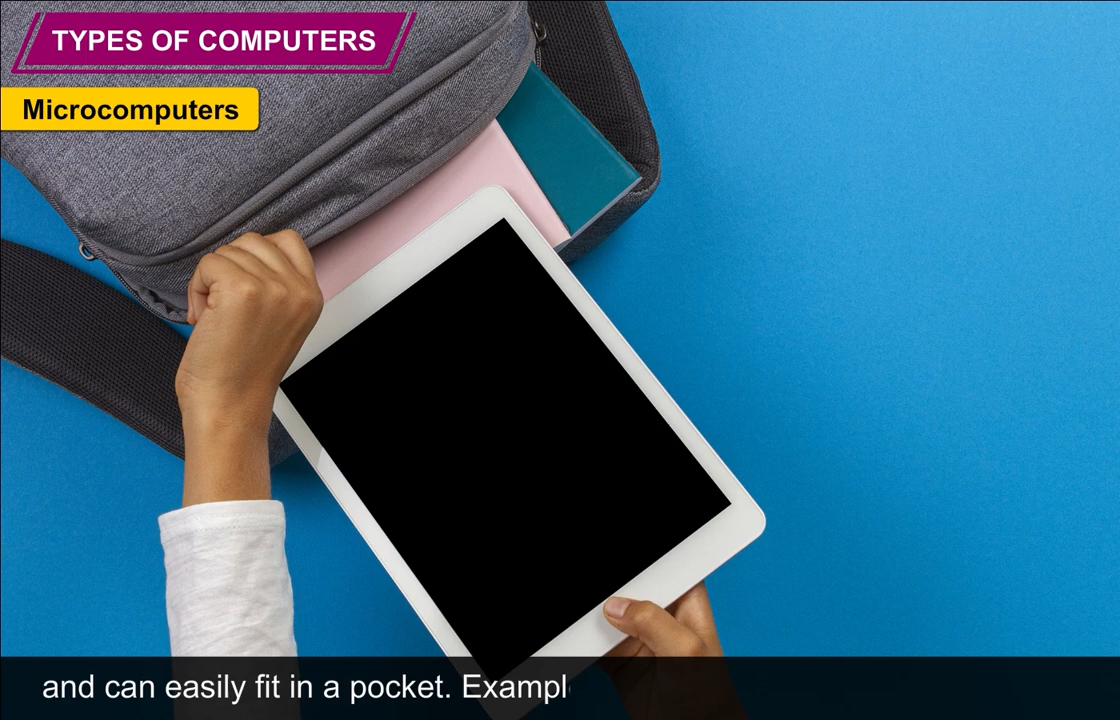 TYPES OF COMPUTERS
Microcomputers
and can easily fit in a pocket. Exampl